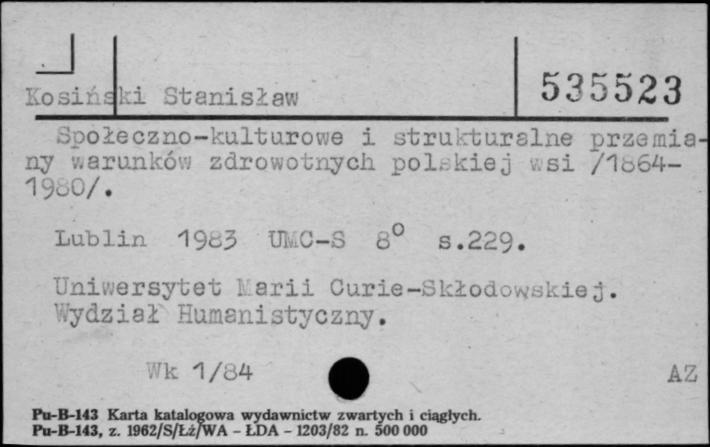 Kosiński Stanisław
535523
Społeczno-kulturowe i strukturalne przemia-
ny warunków zdrowotnych polskiej wsi /1864-
1980/.
Lublin 1983 UMC-S 8° s.229.
Uniwersytet Marii Curie-Skłodowskiej.
Wydział Humanistyczny.
Wk 1/84 AZ
Pu-B-143 Karta katalogowa wydawnictw zwartych i ciągłych.
Pu-B-143, z. 1962/S/Łż/WA - ŁDA - 1203/82 n. 500 000